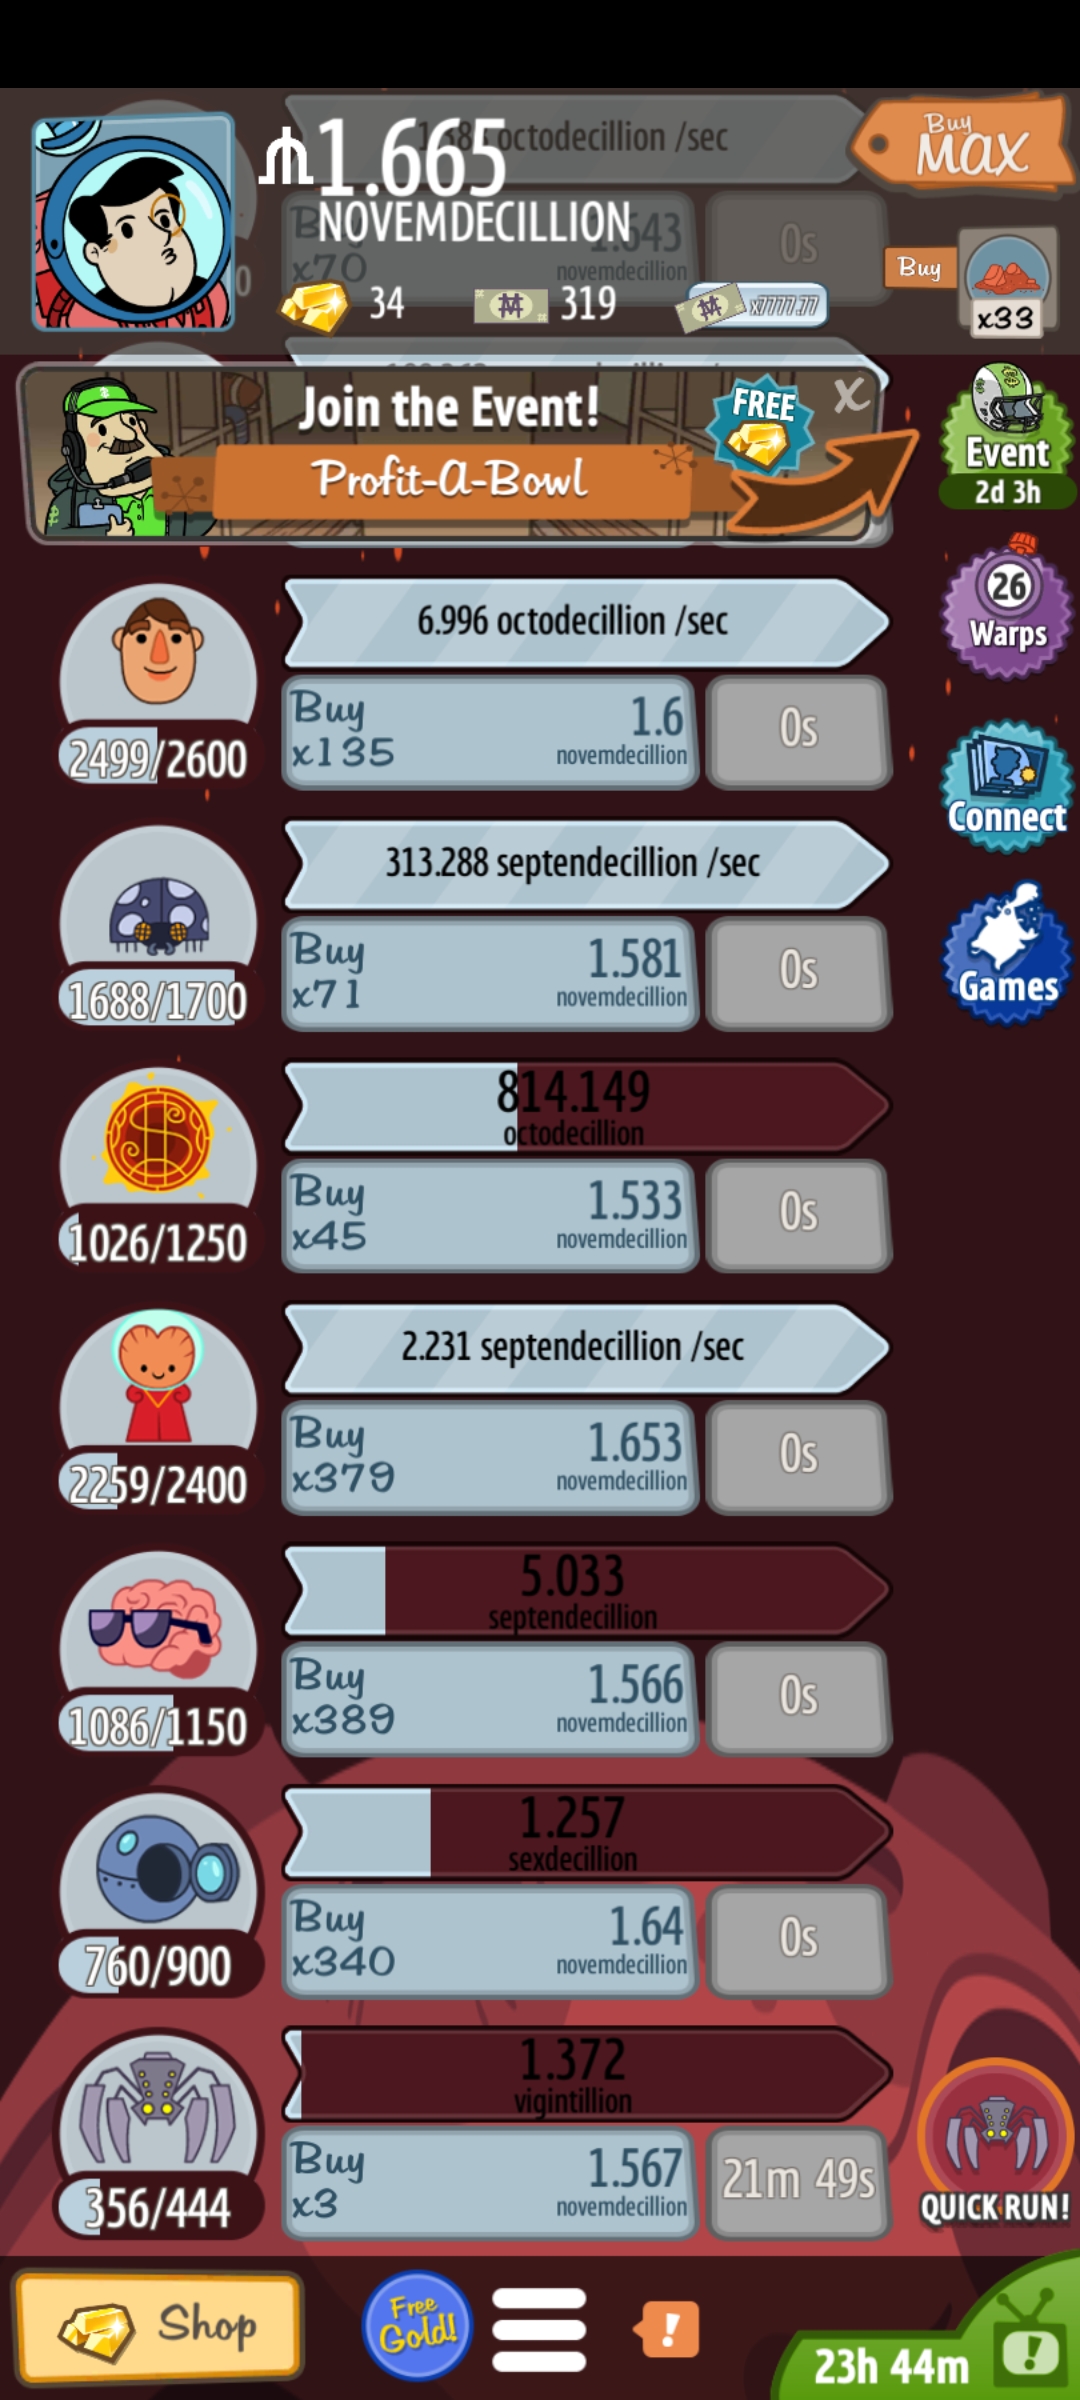 1.665
NOVEMDECILLION
octodecillion /sec
Buy
MAX
x70
1.643
novemdecillion
0s
34
319
x7777.77
Buy
x33
Join the Event!
Profit-A-Bowl
FREE
X
Event
2d 3h
26
Warps
Connect
Games
6.996 octodecillion /sec
2499/2600
Buy
x135
1.6
novemdecillion
0s
313.288 septendecillion /sec
1688/1700
Buy
x71
1.581
novemdecillion
0s
814.149
octodecillion
1026/1250
Buy
x45
1.533
novemdecillion
0s
2.231 septendecillion /sec
2259/2400
Buy
x379
1.653
novemdecillion
0s
5.033
septendecillion
1086/1150
Buy
x389
1.566
novemdecillion
0s
1.257
sexdecillion
760/900
Buy
x340
1.64
novemdecillion
0s
1.372
vigintillion
356/444
Buy
x3
1.567
novemdecillion
21m 49s
QUICK RUN!
Shop
Free
Gold!
!
23h 44m
!